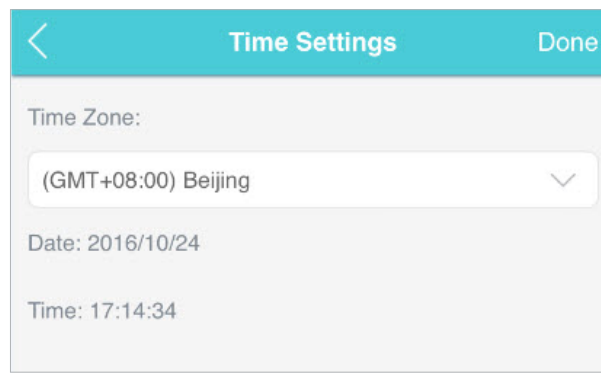 Time Settings
Done
Time Zone:
(GMT+08:00) Beijing
Date: 2016/10/24
Time: 17:14:34